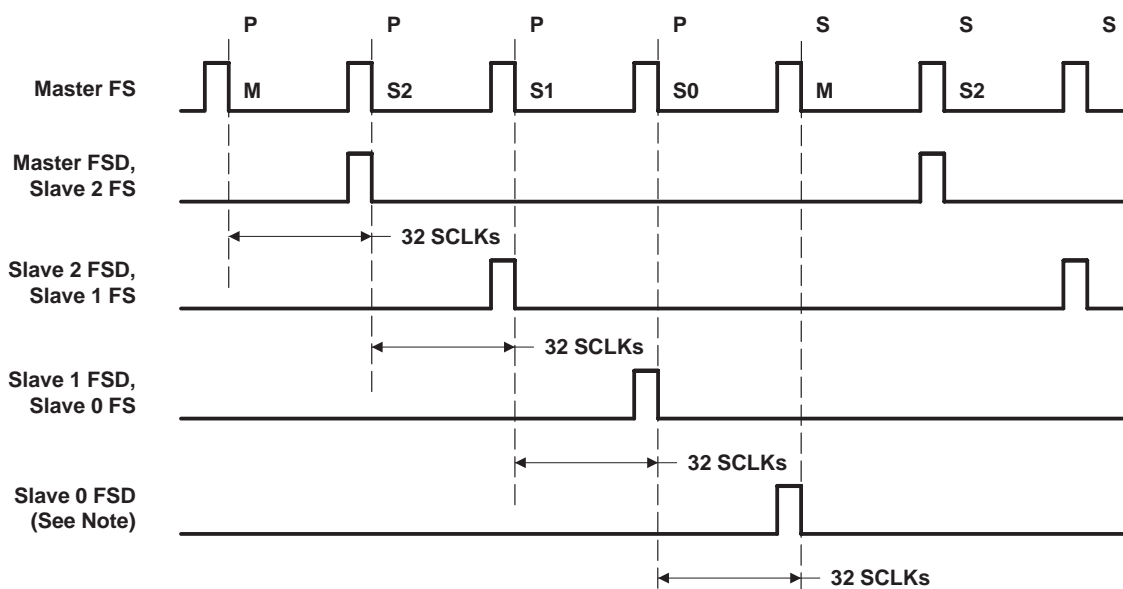 P P P P S S S
Master FS
M S2 S1 S0 M S2
Master FSD,
Slave 2 FS
32 SCLKs
Slave 2 FSD,
Slave 1 FS
32 SCLKs
Slave 1 FSD,
Slave 0 FS
32 SCLKs
Slave 0 FSD
(See Note)
32 SCLKs